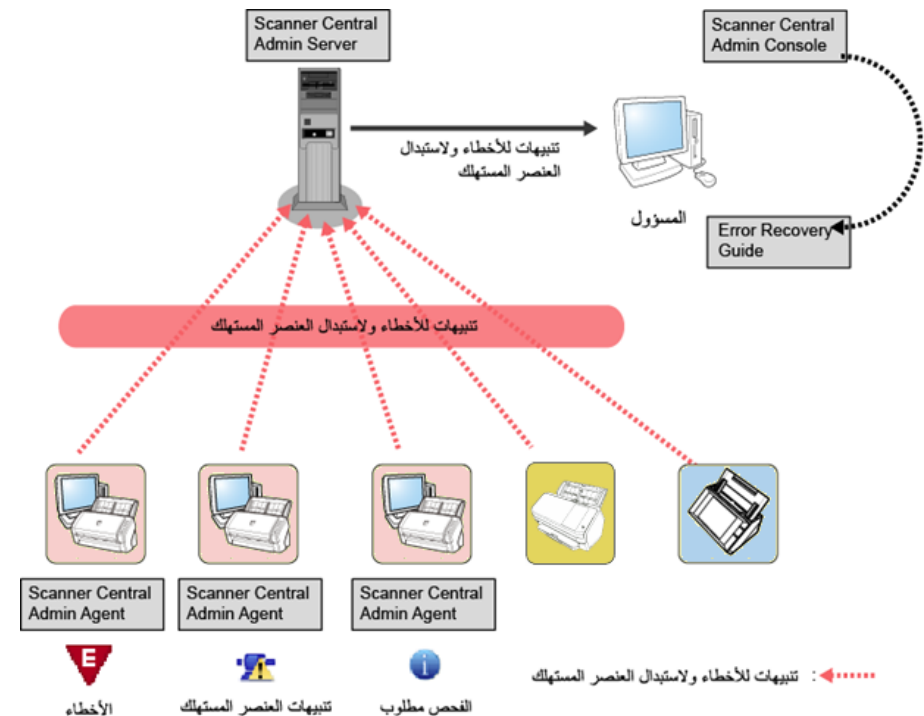 Scanner Central
Admin Server
Scanner Central
Admin Console
تنبيهات للأخطاء ولاستبدال
العنصر المستهلك
المسؤول
Error Recovery
Guide
تنبيهات للأخطاء ولاستبدال العنصر المستهلك
Scanner Central
Admin Agent
Scanner Central
Admin Agent
Scanner Central
Admin Agent
E
الأخطاء
تنبيهات العنصر المستهلك
i
الفحص مطلوب
: تنبيهات للأخطاء ولاستبدال العنصر المستهلك